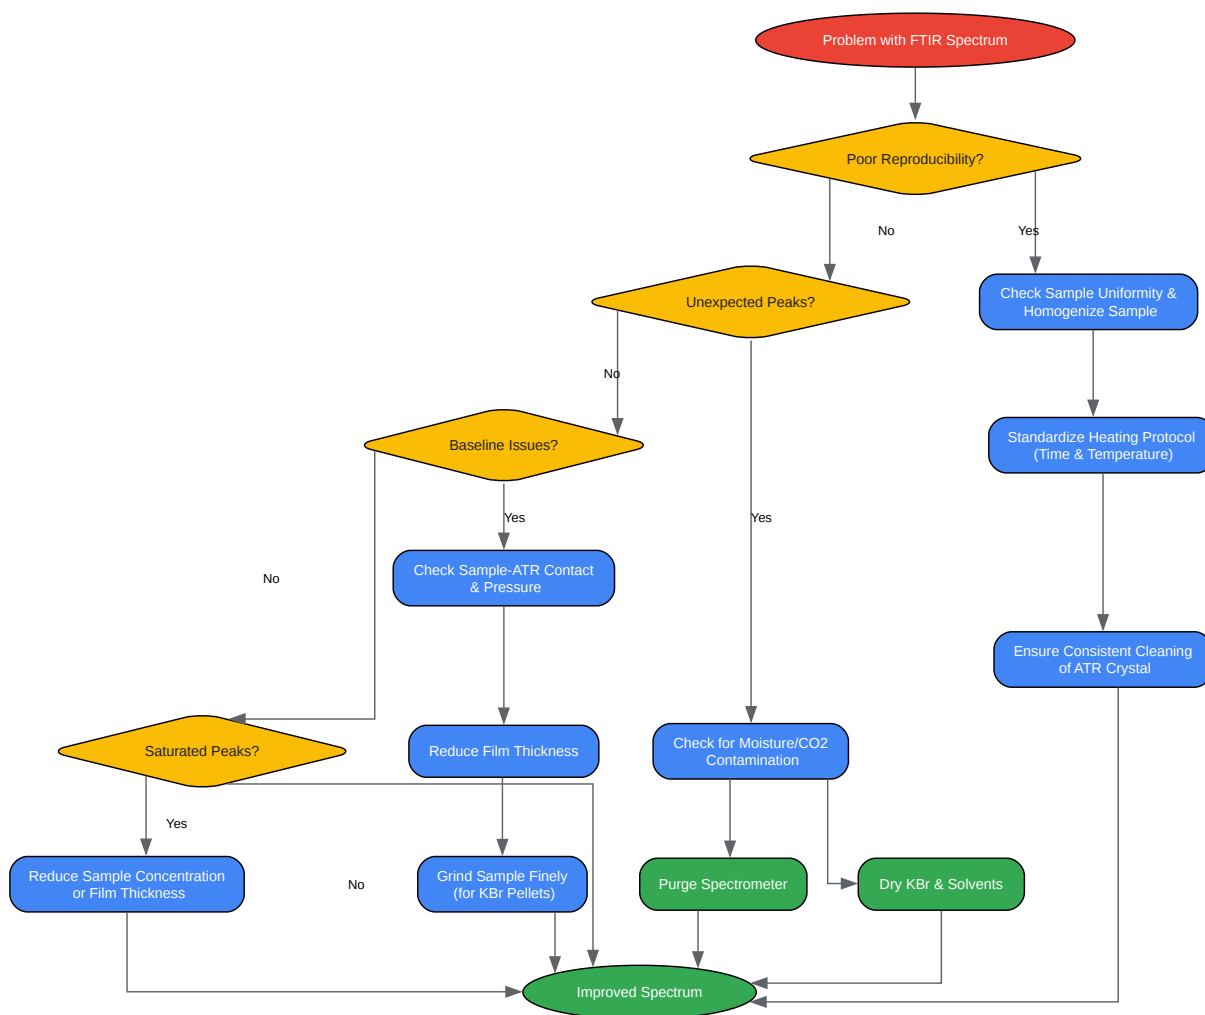 Problem with FTIR Spectrum
Poor Reproducibility?
No
Yes
Unexpected Peaks?
Check Sample Uniformity &
Homogenize Sample
No
Baseline Issues?
Standardize Heating Protocol
(Time & Temperature)
Yes
Yes
No
Check Sample-ATR Contact
& Pressure
Ensure Consistent Cleaning
of ATR Crystal
Saturated Peaks?
Reduce Film Thickness
Check for Moisture/CO2
Contamination
Yes
No
Reduce Sample Concentration
or Film Thickness
Grind Sample Finely
(for KBr Pellets)
Purge Spectrometer
Dry KBr & Solvents
Improved Spectrum